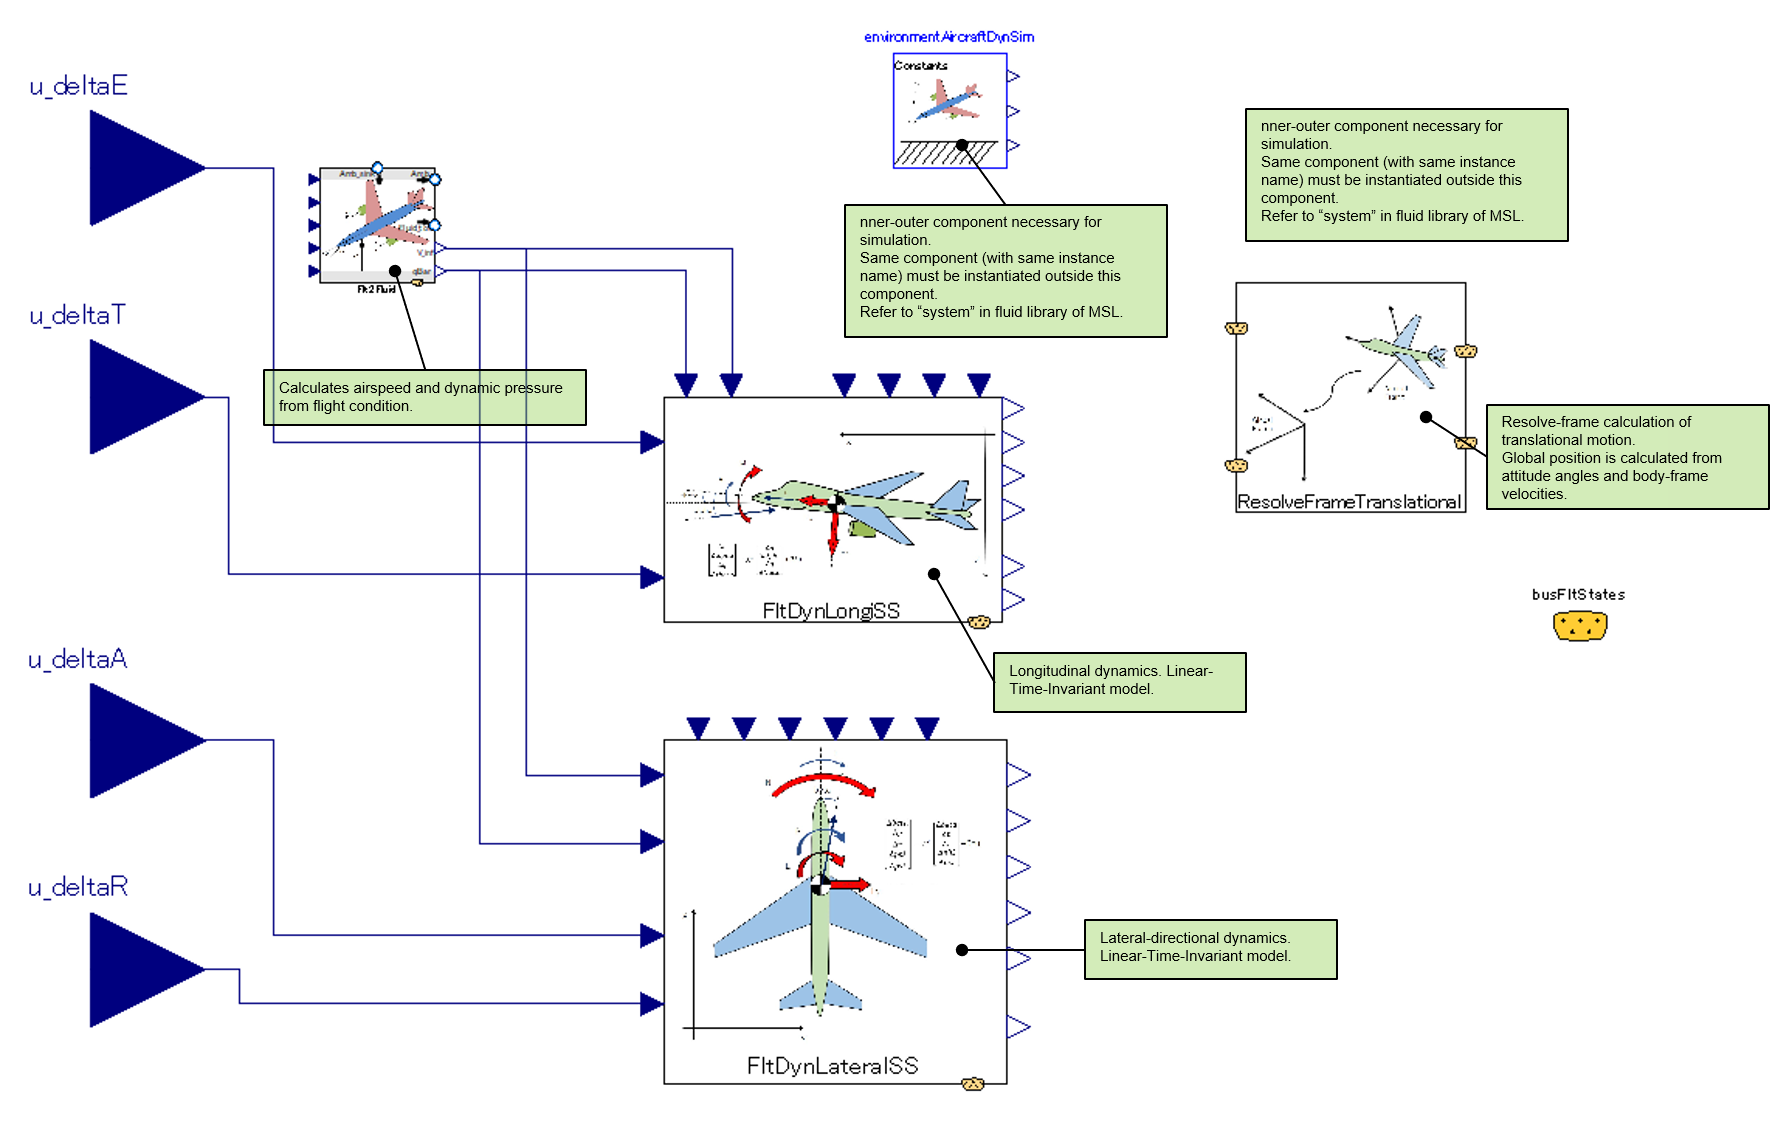 environmentAircraftDynSim
Constants
u_deltaE
nner-outer component necessary for
simulation.
Same component (with same instance
name) must be instantiated outside this
component.
Refer to “system” in fluid library of MSL.
nner-outer component necessary for
simulation.
Same component (with same instance
name) must be instantiated outside this
component.
Refer to “system” in fluid library of MSL.
Flt2Fluid
u_deltaT
Calculates airspeed and dynamic pressure
from flight condition.
Resolve-frame calculation of
translational motion.
Global position is calculated from
attitude angles and body-frame
velocities.
ResolveFrameTranslational
FltDynLongiSS
busFltStates
u_deltaA
Longitudinal dynamics. Linear-
Time-Invariant model.
u_deltaR
Lateral-directional dynamics.
Linear-Time-Invariant model.
FltDynLateralSS